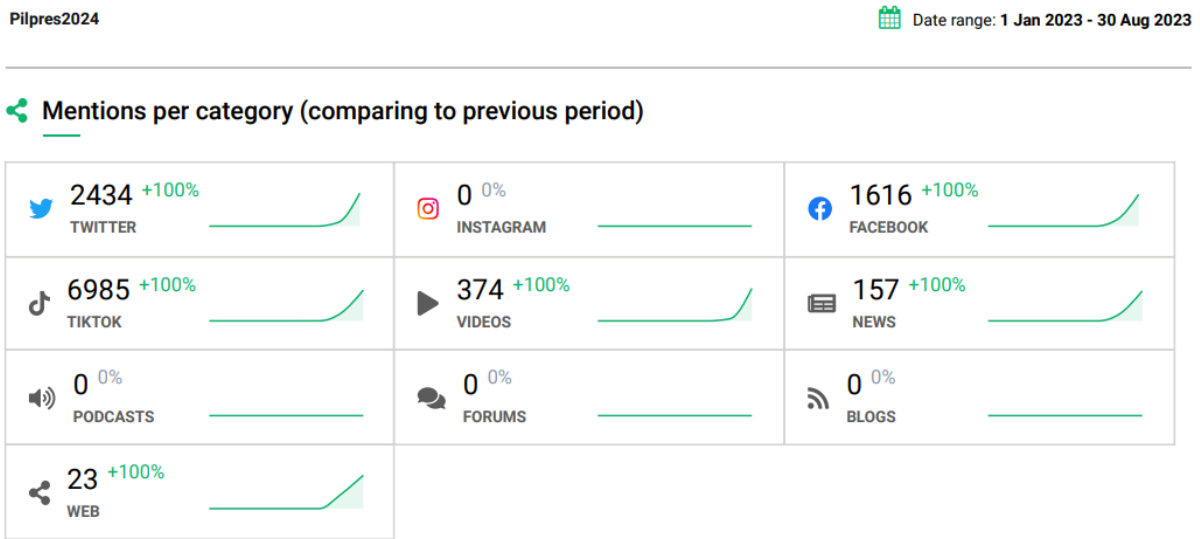 Pilpres2024
Date range: 1 Jan 2023 - 30 Aug 2023
Mentions per category (comparing to previous period)
2434 +100%
TWITTER
0 0%
INSTAGRAM
1616 +100%
FACEBOOK
6985 +100%
TIKTOK
374 +100%
VIDEOS
157 +100%
NEWS
0 0%
PODCASTS
0 0%
FORUMS
0 0%
BLOGS
23 +100%
WEB